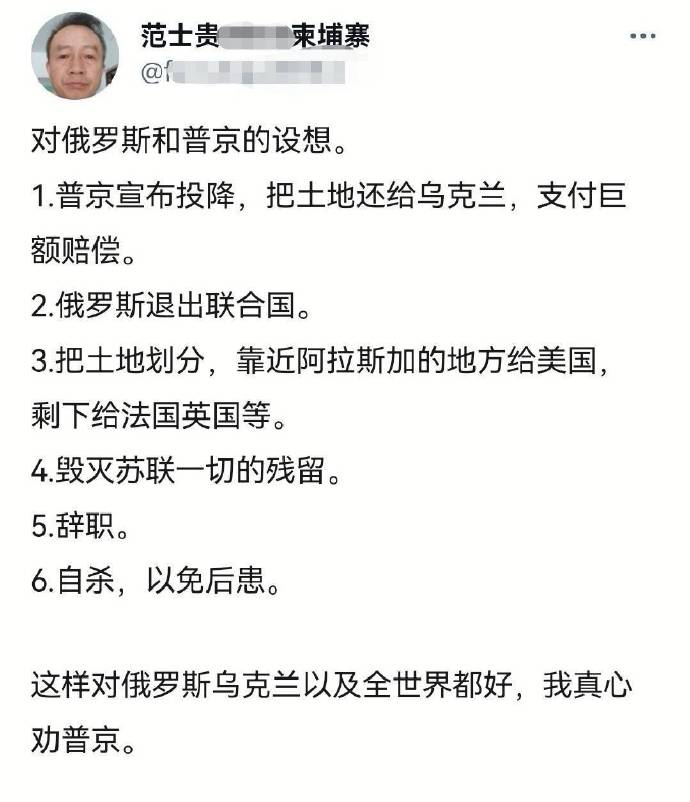 范士贵 柬埔寨
@f
对俄罗斯和普京的设想。
1.普京宣布投降，把土地还给乌克兰，支付巨
额赔偿。
2.俄罗斯退出联合国。
3.把土地划分，靠近阿拉斯加的地方给美国，
剩下给法国英国等。
4.毁灭苏联一切的残留。
5.辞职。
6.自杀，以免后患。
这样对俄罗斯乌克兰以及全世界都好，我真心
劝普京。